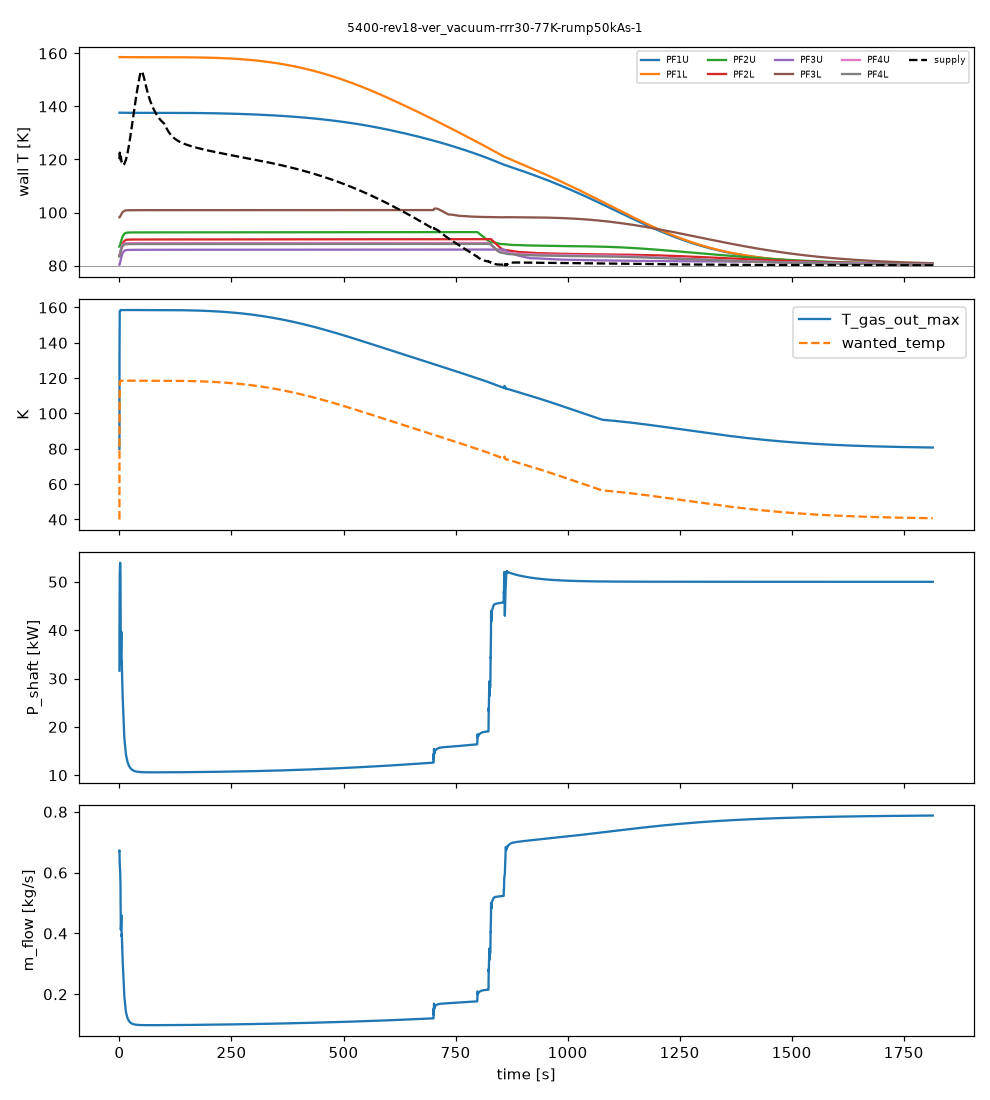 5400-rev18-ver_vacuum-rrr30-77K-rump50kAs-1
wall T [K]
160
140
120
100
80
PF1U
PF1L
PF2U
PF2L
PF3U
PF3L
PF4U
PF4L
supply
K
160
140
120
100
80
60
40
T_gas_out_max
wanted_temp
P_shaft [kW]
50
40
30
20
10
m_flow [kg/s]
0.8
0.6
0.4
0.2
0 250 500 750 1000 1250 1500 1750
time [s]